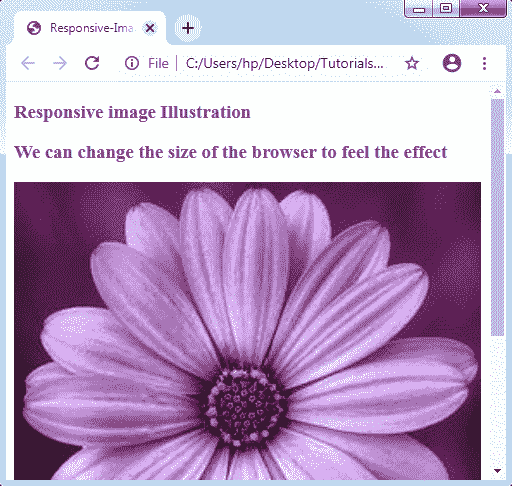 Responsive-Ima
File
C:/Users/hp/Desktop/Tutorials...
Responsive image Illustration
We can change the size of the browser to feel the effect